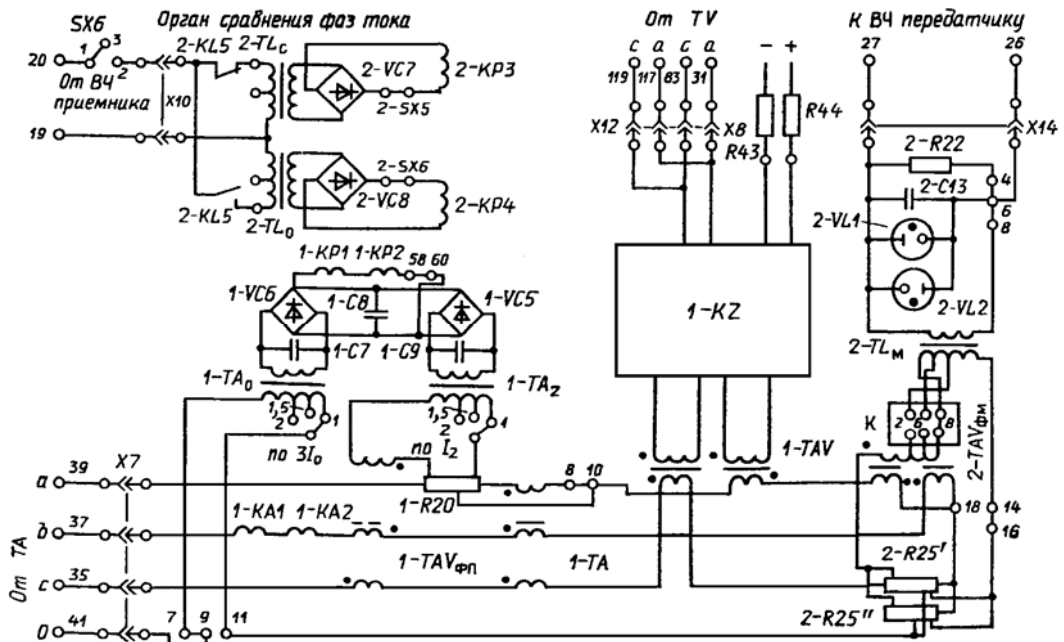 SX6 Орган сравнения фаз тока От TV К ВЧ передатчику
1 3 2-KL5 2-TLс c a c a – + 27 26
20 2 2-VC7 2-KP3 119 117 83 31
От ВЧ приемника X10 2-SX5 X12 X8 R43 R44 X14
19 2-R22
2-SX6 2-C13 4
2-VC8 2-KP4 6
2-KL5 2-TL₀ 2-VL1 8
1-KP1 1-KP2 58 60
1-VC6 1-C8 1-VC5 1-KZ 2-VL2
1-C7 1-C9 2-TLм
1-TA₀ 1-TA₂
1,5 2 1 1,5 2 1 К 2 6 8
по 3I₀ по I₂ 1-TAV 2-TAVфм
От ТА
a 39 X7 1-R20 8 10 18 14
b 37 1-KA1 1-KA2 16
1-TAVфп 1-TA 2-R25'
c 35
0 41 7 9 11 2-R25"